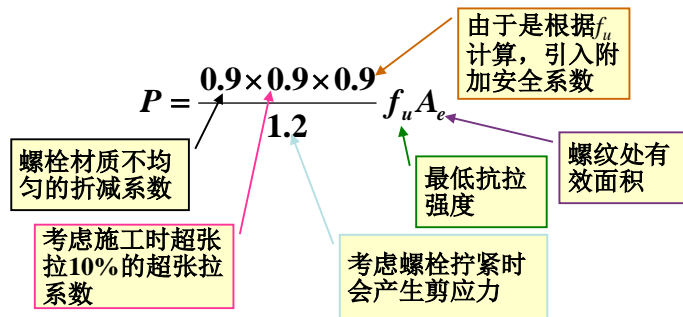 由于是根据fu
计算，引入附
加安全系数
P = 0.9×0.9×0.9 / 1.2 fuAe
螺栓材质不均
匀的折减系数
最低抗拉
强度
螺纹处有
效面积
考虑施工时超张
拉10%的超张拉
系数
考虑螺栓拧紧时
会产生剪应力